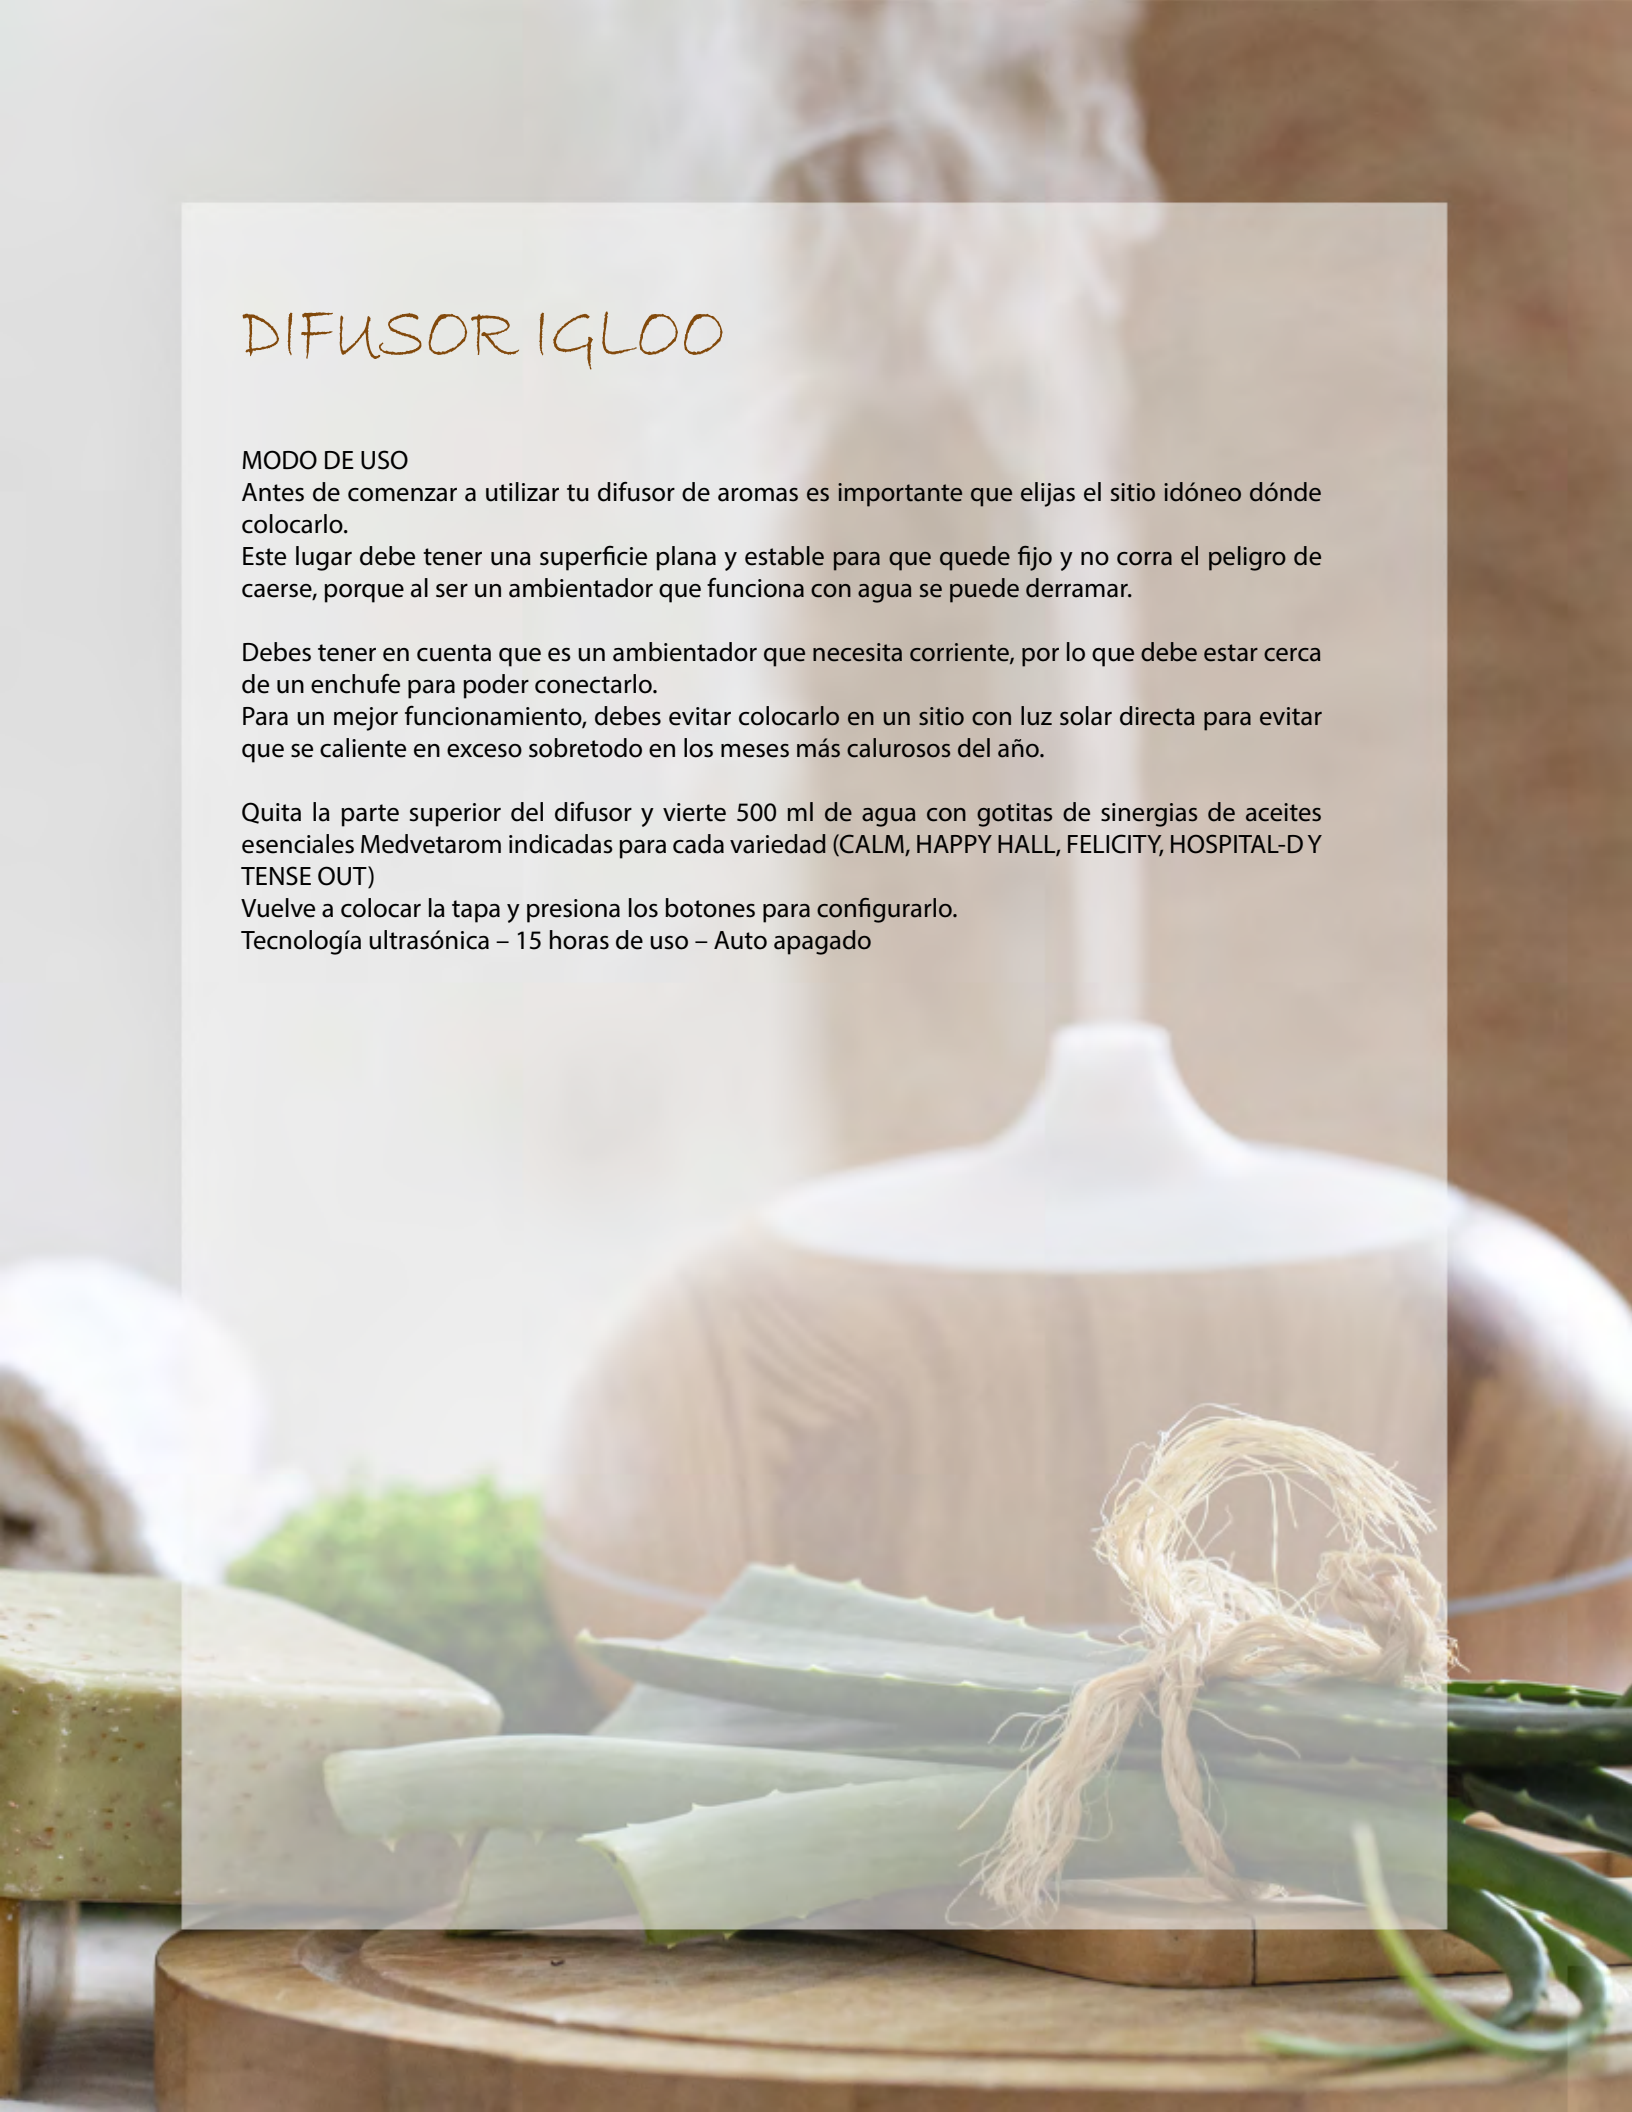 DIFUSOR IGLOO
MODO DE USO
Antes de comenzar a utilizar tu difusor de aromas es importante que elijas el sitio idóneo dónde
colocarlo.
Este lugar debe tener una superficie plana y estable para que quede fijo y no corra el peligro de
caerse, porque al ser un ambientador que funciona con agua se puede derramar.
Debes tener en cuenta que es un ambientador que necesita corriente, por lo que debe estar cerca
de un enchufe para poder conectarlo.
Para un mejor funcionamiento, debes evitar colocarlo en un sitio con luz solar directa para evitar
que se caliente en exceso sobretodo en los meses más calurosos del año.
Quita la parte superior del difusor y vierte 500 ml de agua con gotitas de sinergias de aceites
esenciales Medvetarom indicadas para cada variedad (CALM, HAPPY HALL, FELICITY, HOSPITAL-D Y
TENSE OUT)
Vuelve a colocar la tapa y presiona los botones para configurarlo.
Tecnología ultrasónica – 15 horas de uso – Auto apagado